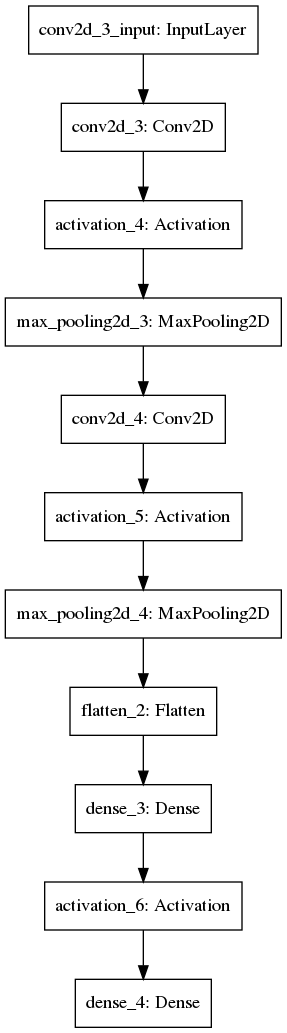 conv2d_3_input: InputLayer
conv2d_3: Conv2D
activation_4: Activation
max_pooling2d_3: MaxPooling2D
conv2d_4: Conv2D
activation_5: Activation
max_pooling2d_4: MaxPooling2D
flatten_2: Flatten
dense_3: Dense
activation_6: Activation
dense_4: Dense